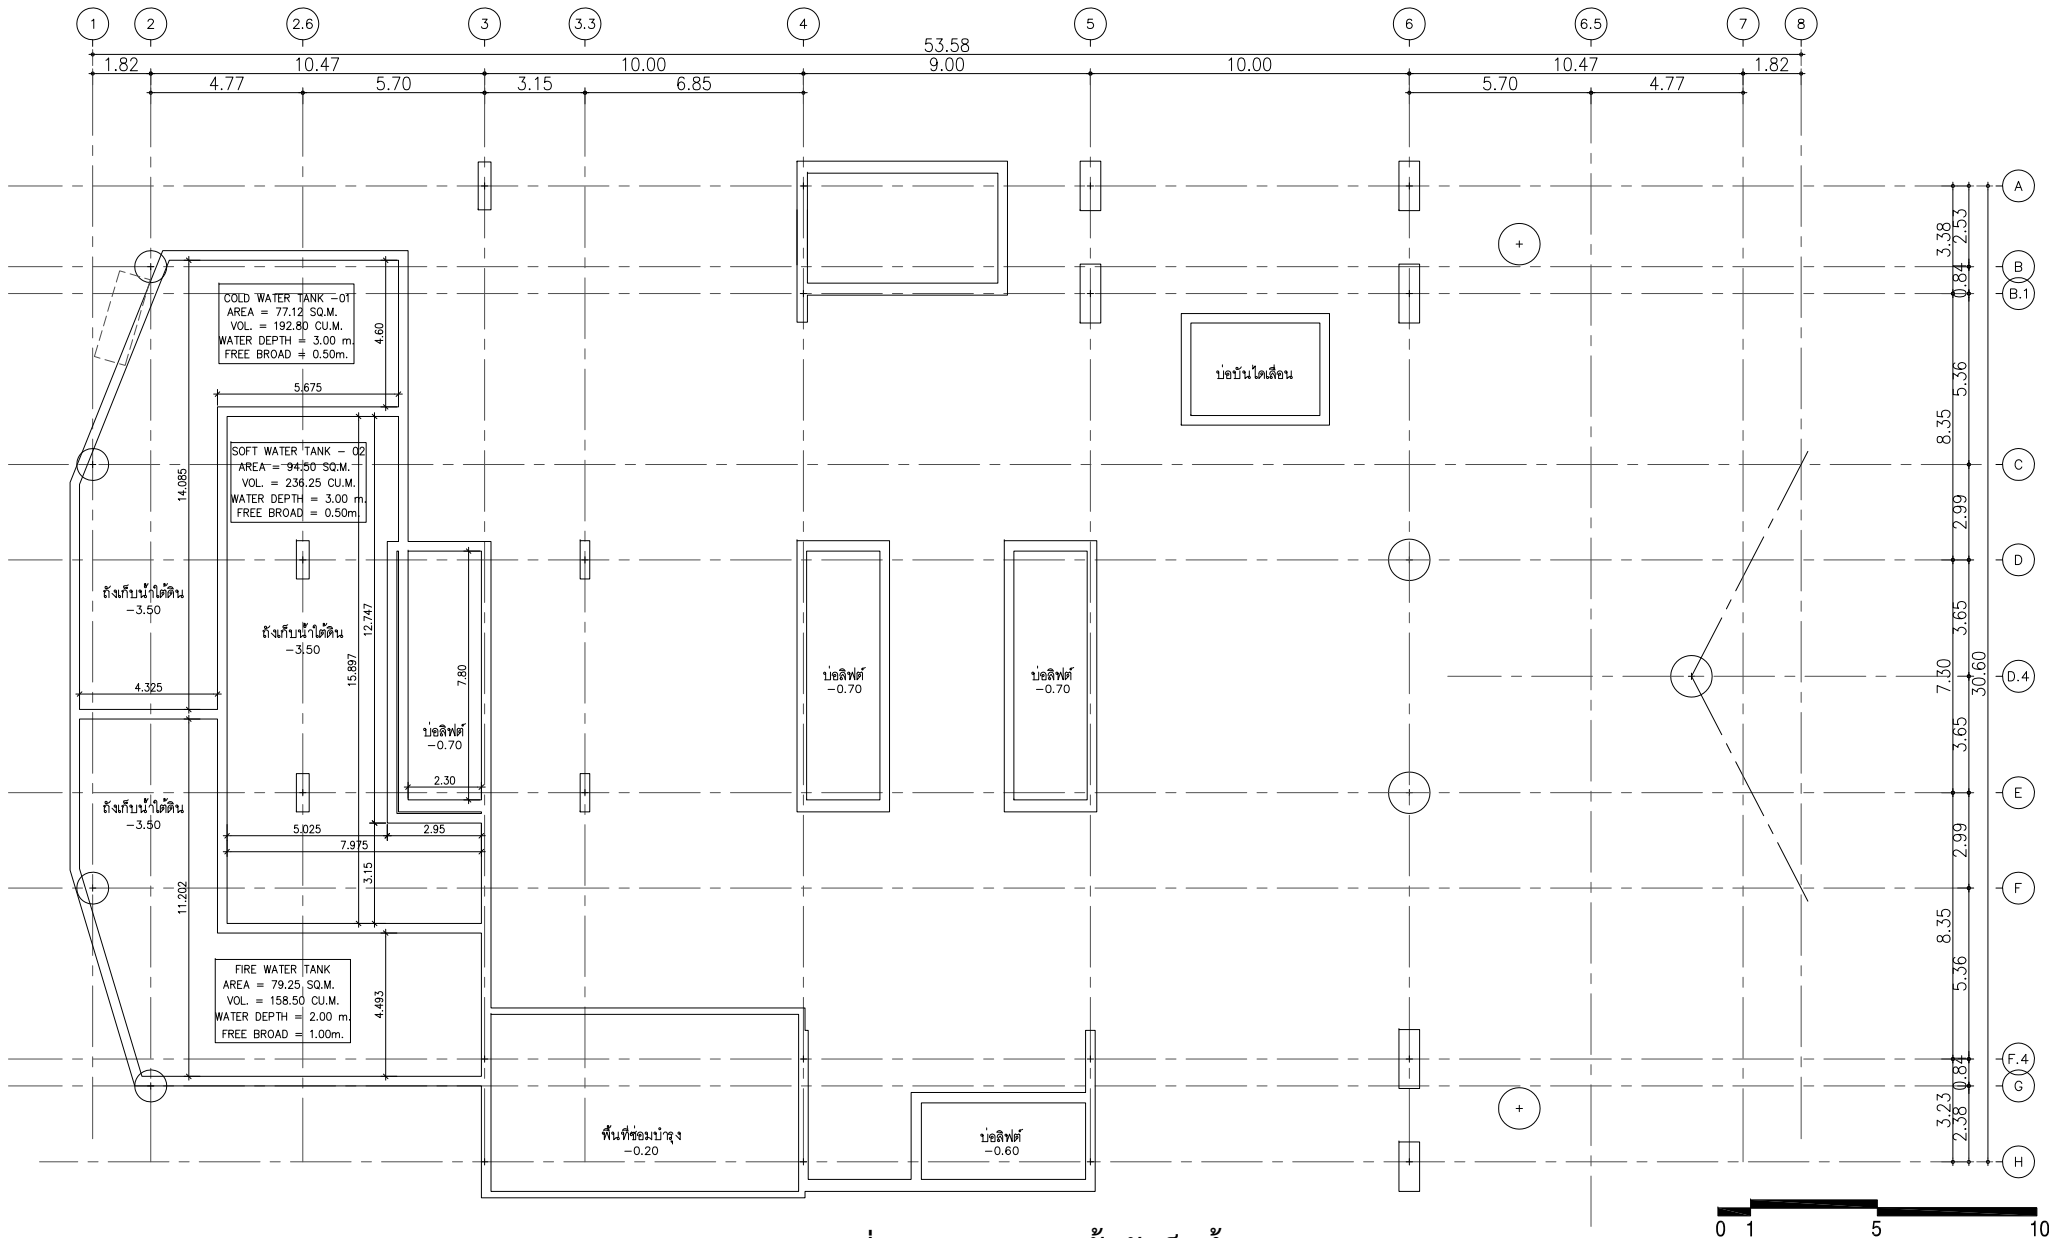 1 2 2.6 3 3.3 4 5 6 6.5 7 8
53.58
1.82 10.47 10.00 9.00 10.00 10.47 1.82
4.77 5.70 3.15 6.85 5.70 4.77
A
B
B.1
C
D
D.4
E
F
F.4
G
H
3.38
2.53
0.84
5.36
8.35
2.99
3.65
7.30
30.60
3.65
2.99
8.35
5.36
0.84
3.23
2.38
COLD WATER TANK -01
AREA = 77.12 SQ.M.
VOL. = 192.80 CU.M.
WATER DEPTH = 3.00 m.
FREE BROAD = 0.50m.
4.60
5.675
SOFT WATER TANK - 02
AREA = 94.50 SQ.M.
VOL. = 236.25 CU.M.
WATER DEPTH = 3.00 m.
FREE BROAD = 0.50m.
14.085
ถังเก็บน้ำใต้ดิน
-3.50
ถังเก็บน้ำใต้ดิน
-3.50
12.747
15.897
7.80
4.325
บ่อลิฟต์
-0.70
2.30
บ่อลิฟต์
-0.70
บ่อลิฟต์
-0.70
บ่อบันไดเลื่อน
ถังเก็บน้ำใต้ดิน
-3.50
5.025
2.95
7.975
3.15
11.202
FIRE WATER TANK
AREA = 79.25 SQ.M.
VOL. = 158.50 CU.M.
WATER DEPTH = 2.00 m.
FREE BROAD = 1.00m.
4.493
พื้นที่ซ่อมบำรุง
-0.20
บ่อลิฟต์
-0.60
0 1 5 10